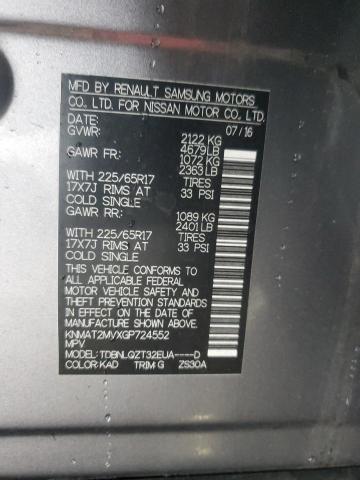 MFD BY RENAULT SAMSUNG MOTORS
CO. LTD. FOR NISSAN MOTOR CO., LTD.
DATE: 07/16
GVWR: 2122 KG
4679 LB
GAWR FR: 1072 KG
2363 LB
WITH 225/65R17 TIRES
17X7J RIMS AT 33 PSI
COLD SINGLE
GAWR RR: 1089 KG
2401 LB
WITH 225/65R17 TIRES
17X7J RIMS AT 33 PSI
COLD SINGLE
THIS VEHICLE CONFORMS TO
ALL APPLICABLE FEDERAL
MOTOR VEHICLE SAFETY AND
BUMPER STANDARDS
IN EFFECT ON THE DATE OF
MANUFACTURE SHOWN ABOVE.
KNMAT2MVXGP724552
MPV
MODEL: TDBNLQZT32EUA----D
COLOR: KAD TRIM: G ZS30A